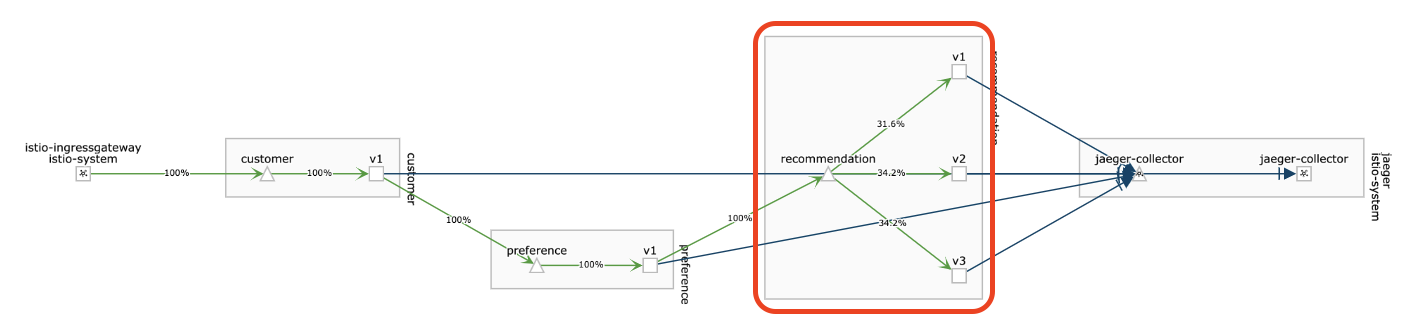 istio-ingressgateway
istio-system
100%
customer
100%
v1
customer
100%
preference
100%
v1
preference
100%
recommendation
31.6%
34.2%
34.2%
v1
v2
v3
recommendation
jaeger-collector
jaeger-collector
jaeger
istio-system